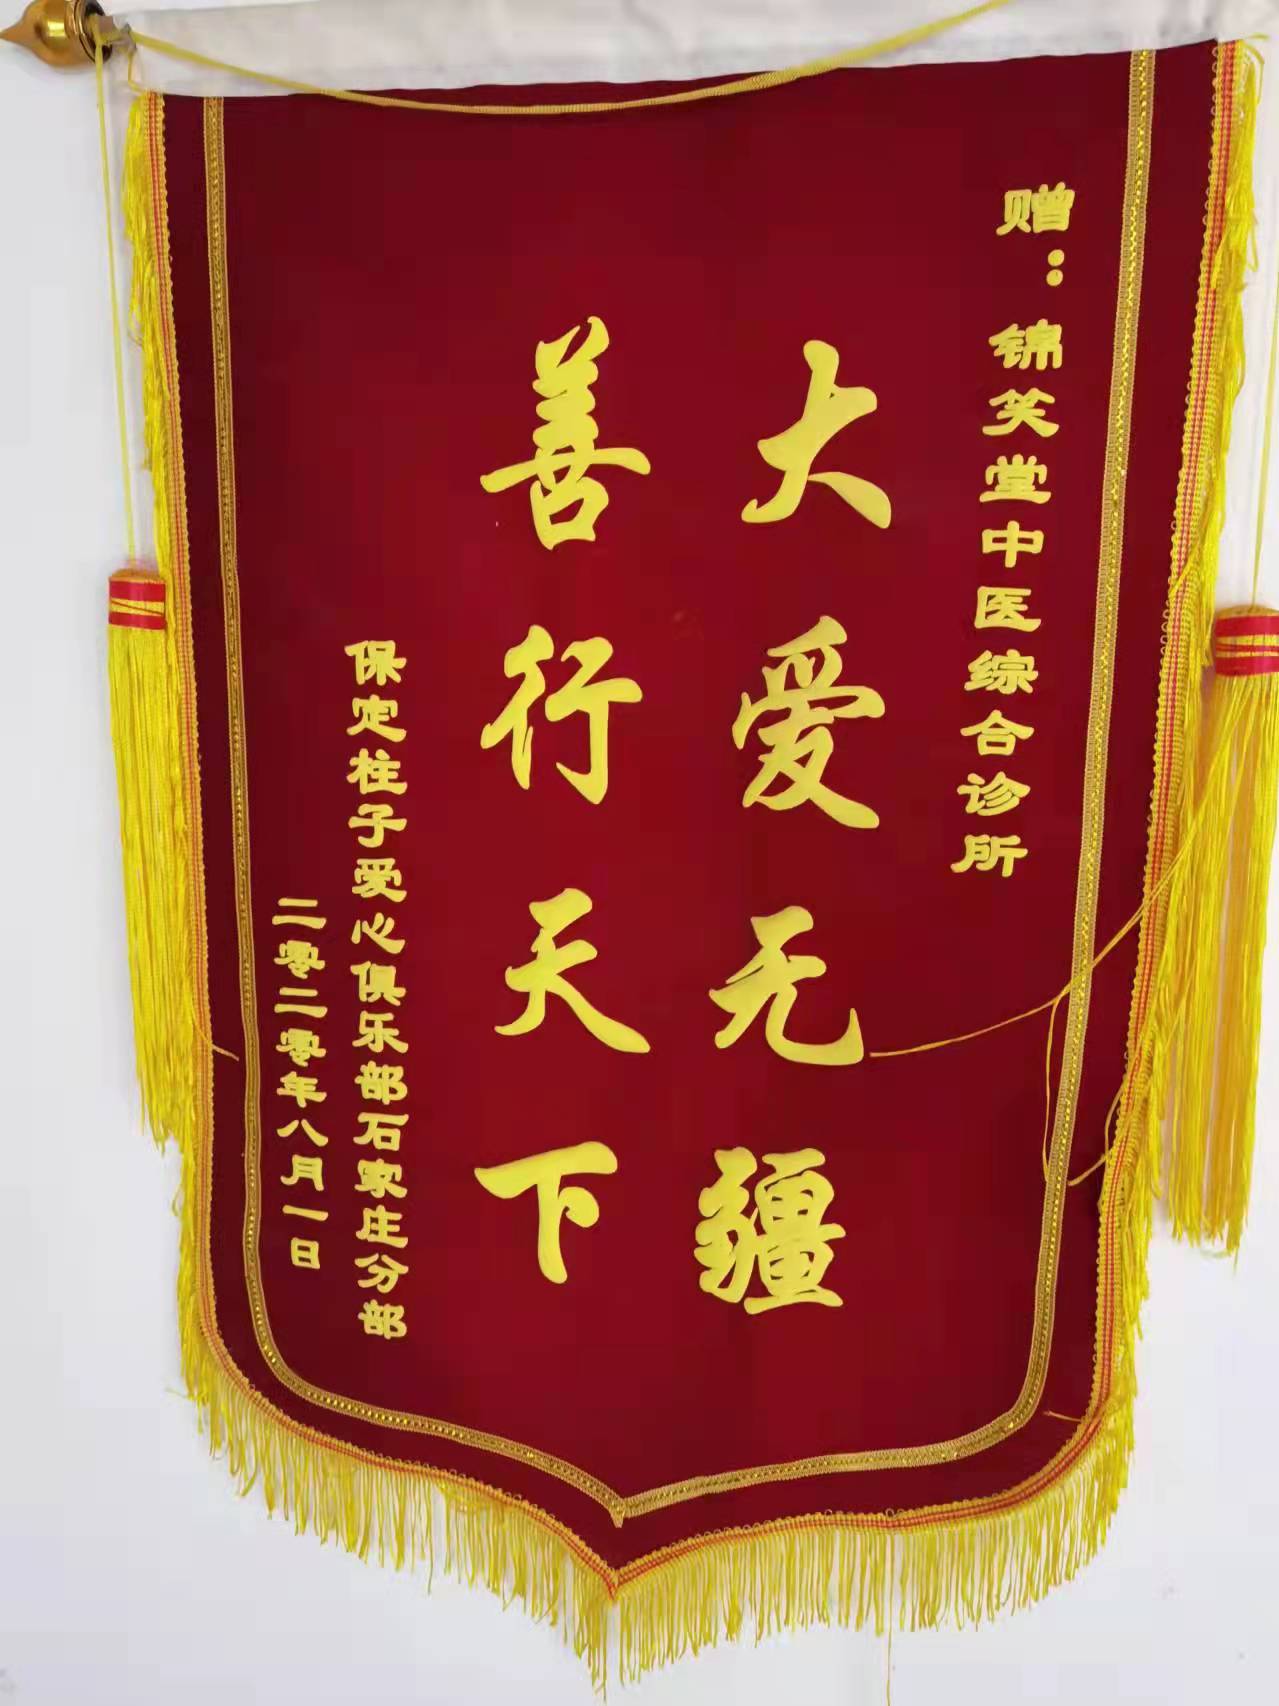 赠：锦笑堂中医综合诊所
大爱无疆
善行天下
保定柱子爱心俱乐部石家庄分部
二零二零年八月一日